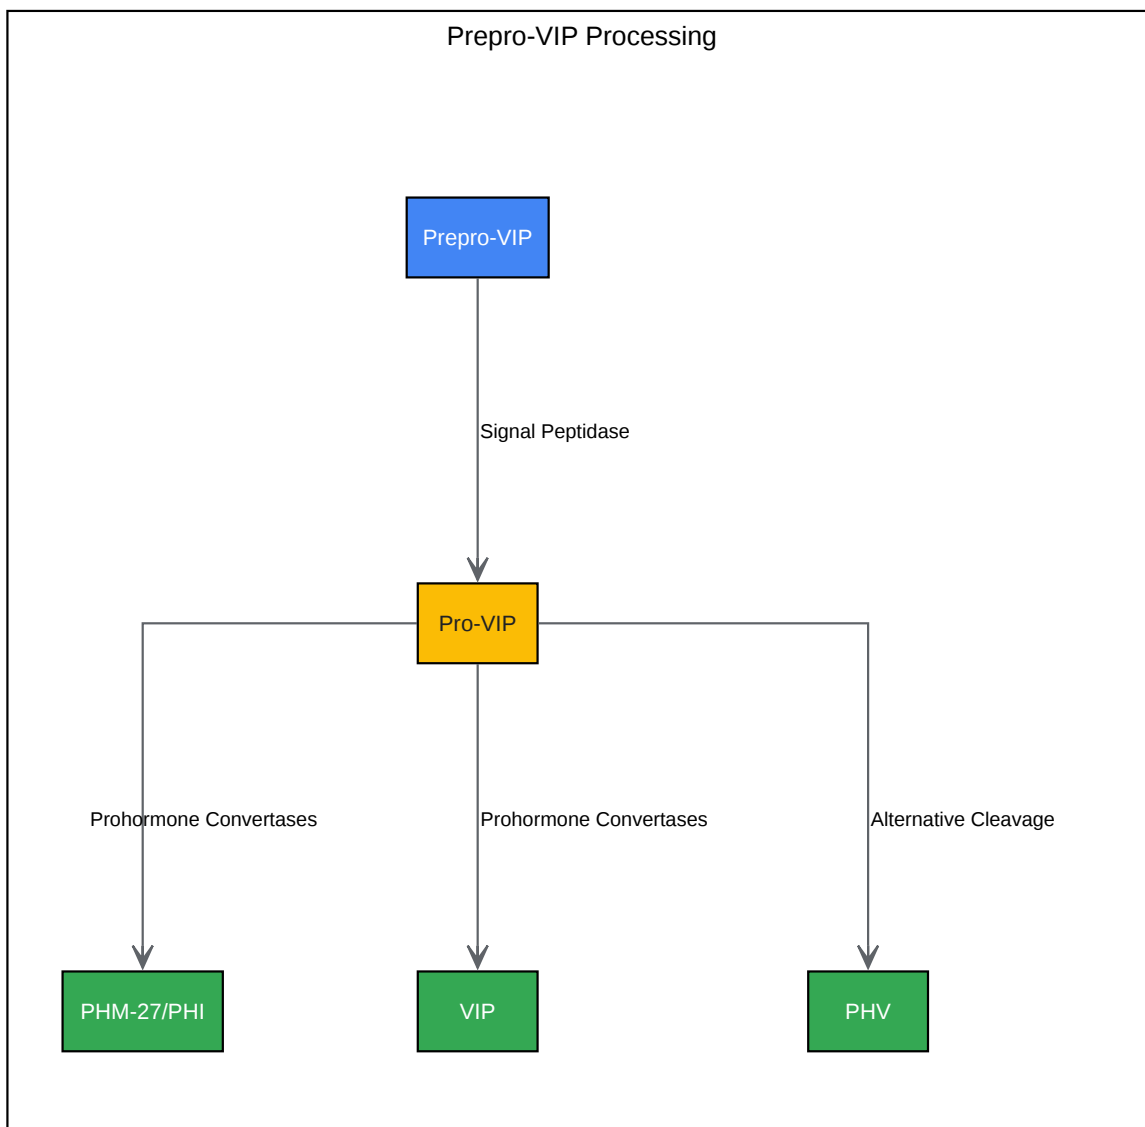 Prepro-VIP Processing
Prepro-VIP
Signal Peptidase
Pro-VIP
Prohormone Convertases
Prohormone Convertases
Alternative Cleavage
PHM-27/PHI
VIP
PHV